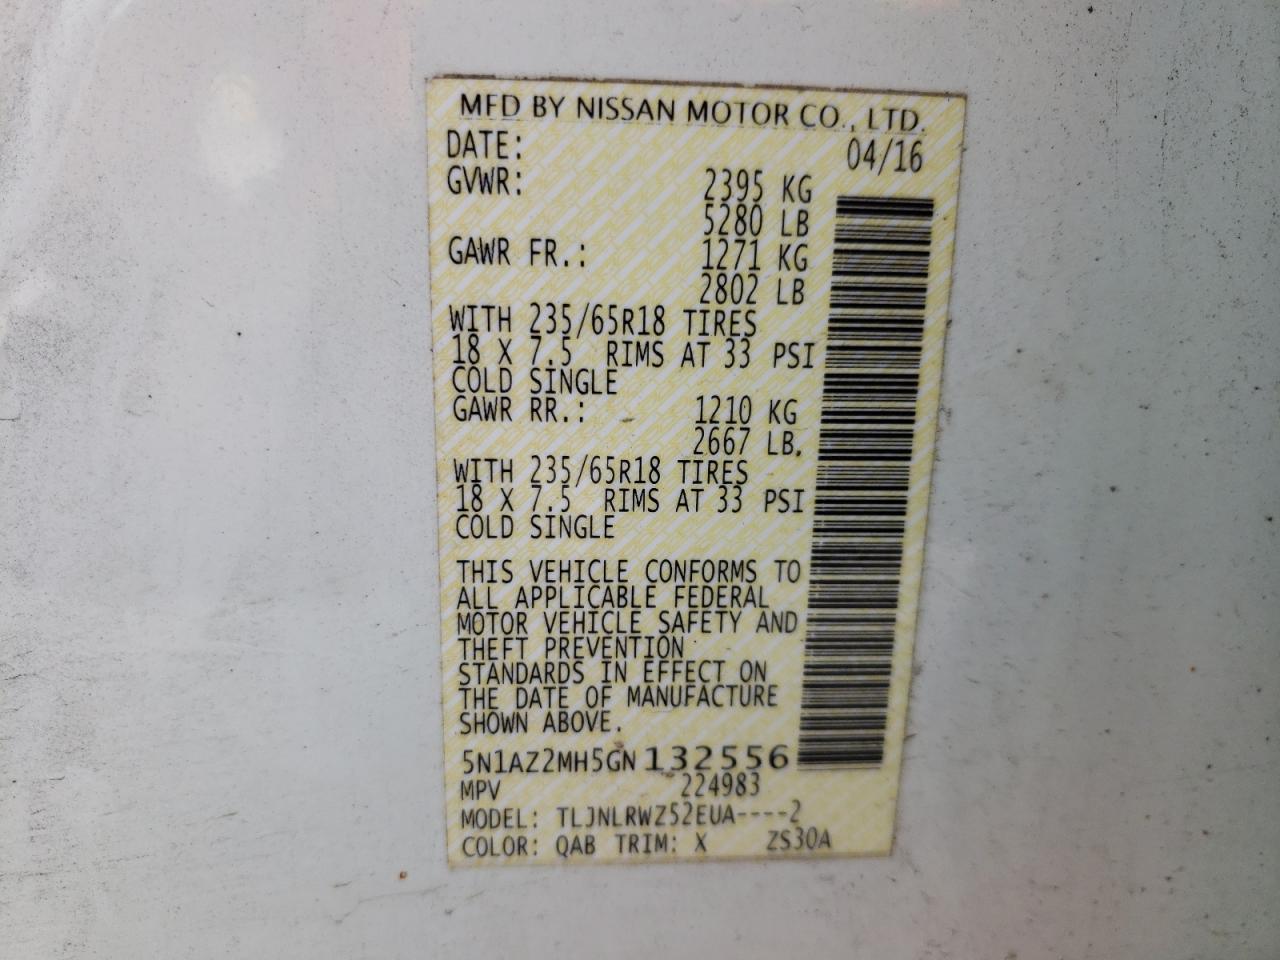 MFD BY NISSAN MOTOR CO., LTD.
DATE: 04/16
GVWR: 2395 KG
5280 LB
GAWR FR.: 1271 KG
2802 LB
WITH 235/65R18 TIRES
18 X 7.5 RIMS AT 33 PSI
COLD SINGLE
GAWR RR.: 1210 KG
2667 LB.
WITH 235/65R18 TIRES
18 X 7.5 RIMS AT 33 PSI
COLD SINGLE
THIS VEHICLE CONFORMS TO
ALL APPLICABLE FEDERAL
MOTOR VEHICLE SAFETY AND
THEFT PREVENTION
STANDARDS IN EFFECT ON
THE DATE OF MANUFACTURE
SHOWN ABOVE.
5N1AZ2MH5GN132556
MPV 224983
MODEL: TLJNLRWZ52EUA----2
COLOR: QAB TRIM: X ZS30A